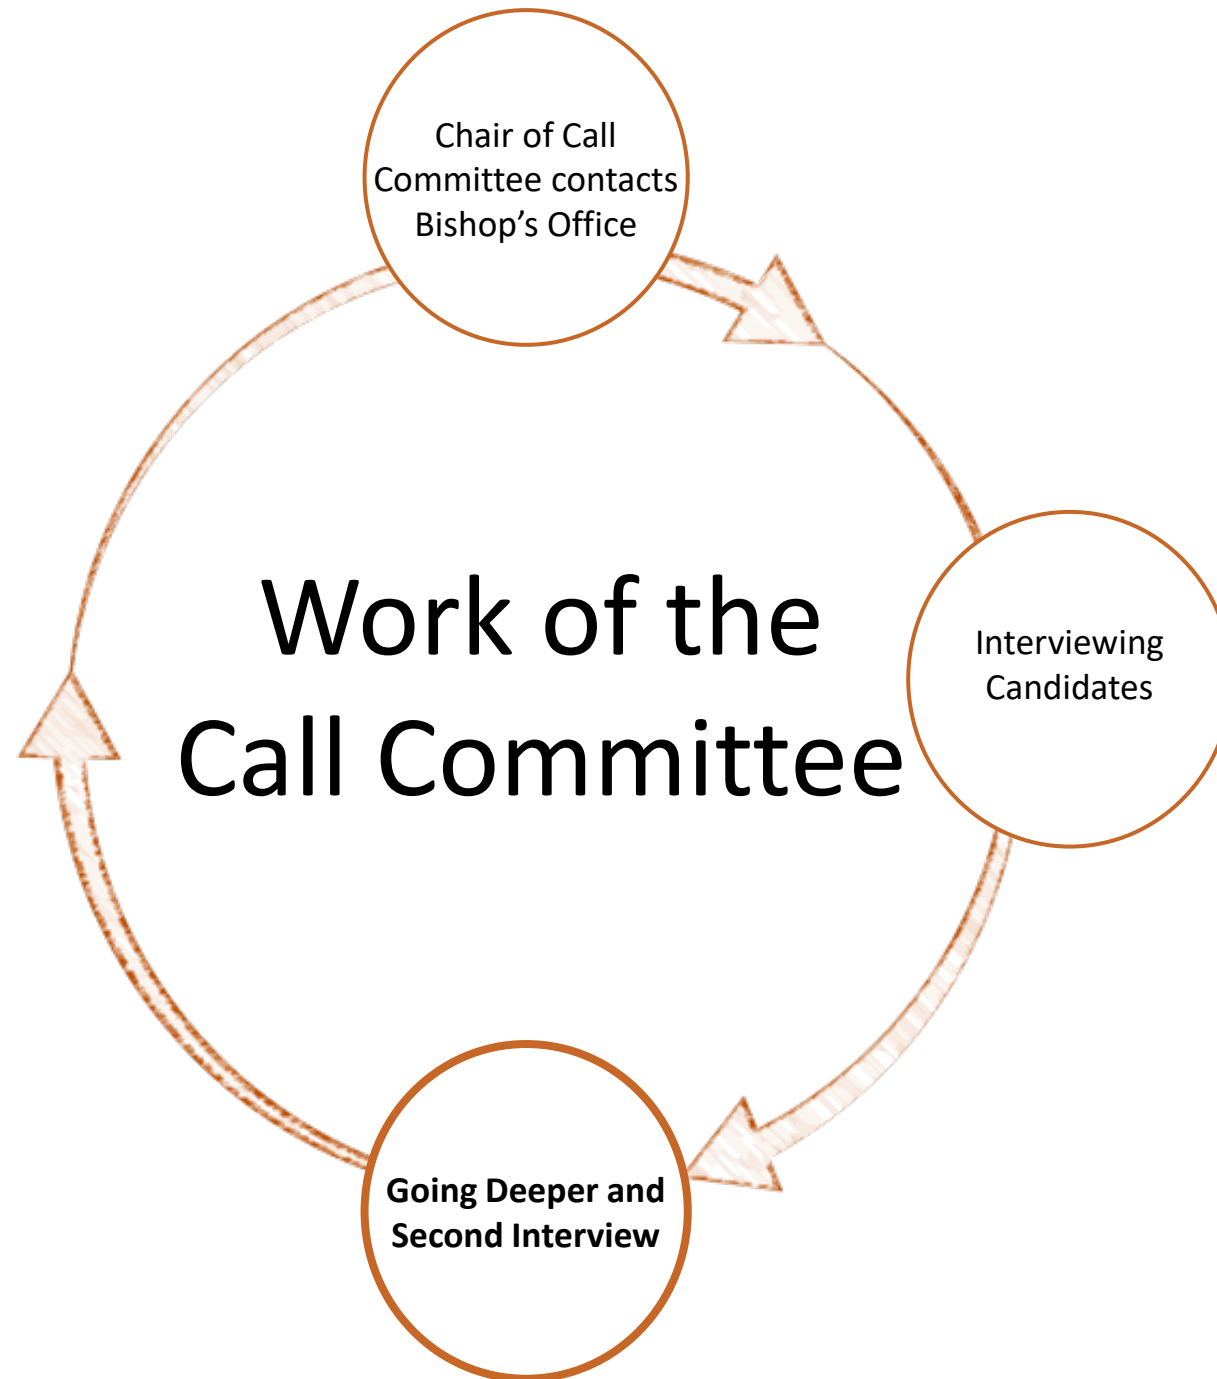 Chair of Call
Committee contacts
Bishop’s Office
Work of the
Call Committee
Interviewing
Candidates
Going Deeper and
Second Interview